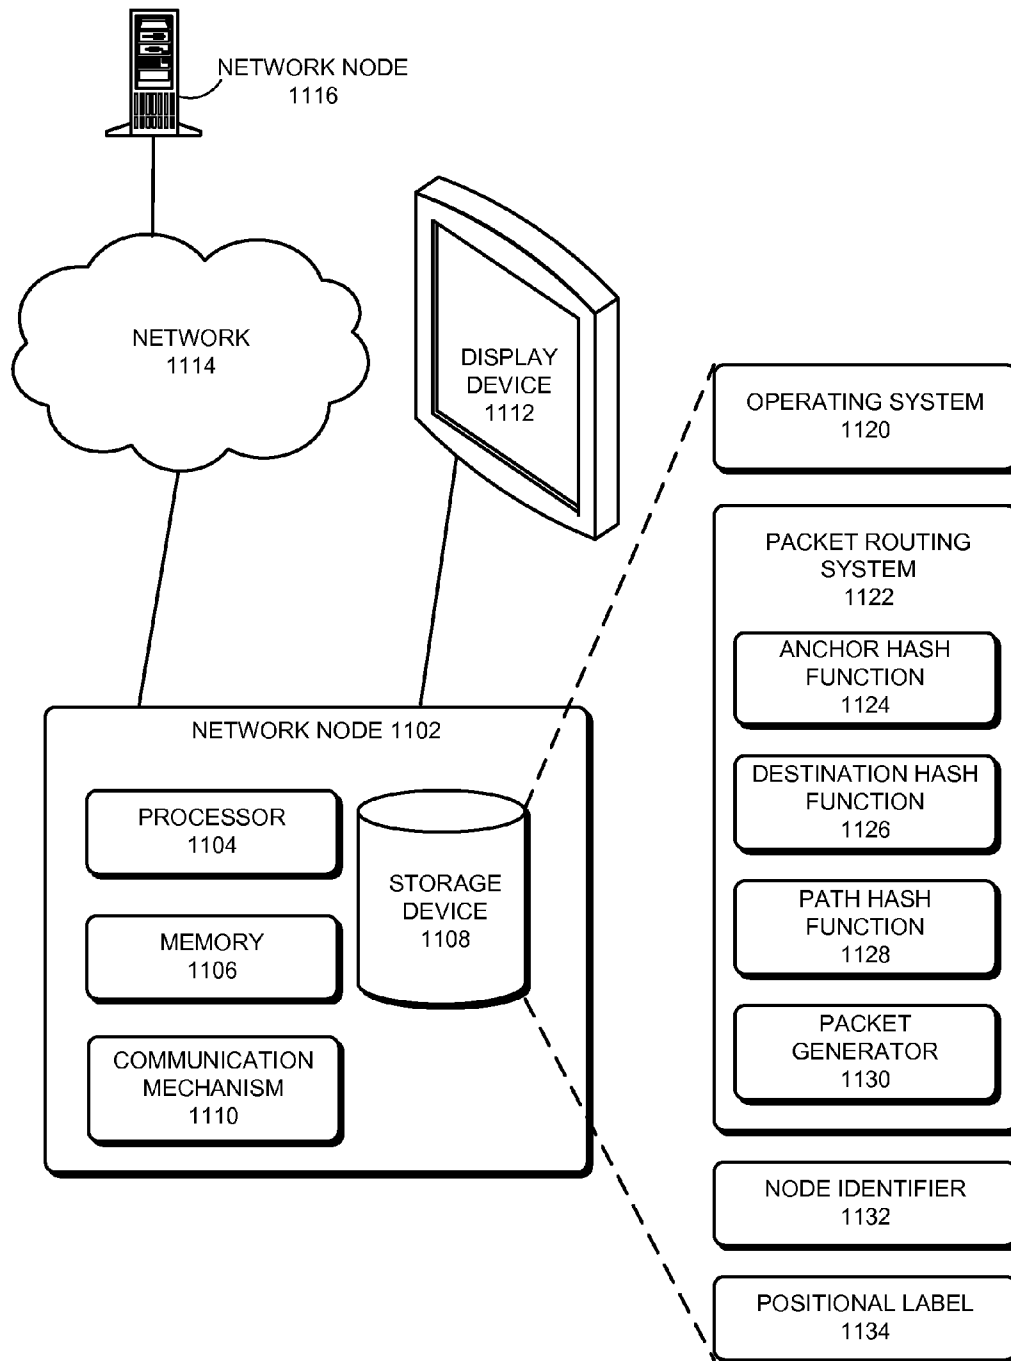 NETWORK NODE
1116
NETWORK
1114
DISPLAY
DEVICE
1112
NETWORK NODE 1102
PROCESSOR
1104
MEMORY
1106
COMMUNICATION
MECHANISM
1110
STORAGE
DEVICE
1108
OPERATING SYSTEM
1120
PACKET ROUTING
SYSTEM
1122
ANCHOR HASH
FUNCTION
1124
DESTINATION HASH
FUNCTION
1126
PATH HASH
FUNCTION
1128
PACKET
GENERATOR
1130
NODE IDENTIFIER
1132
POSITIONAL LABEL
1134